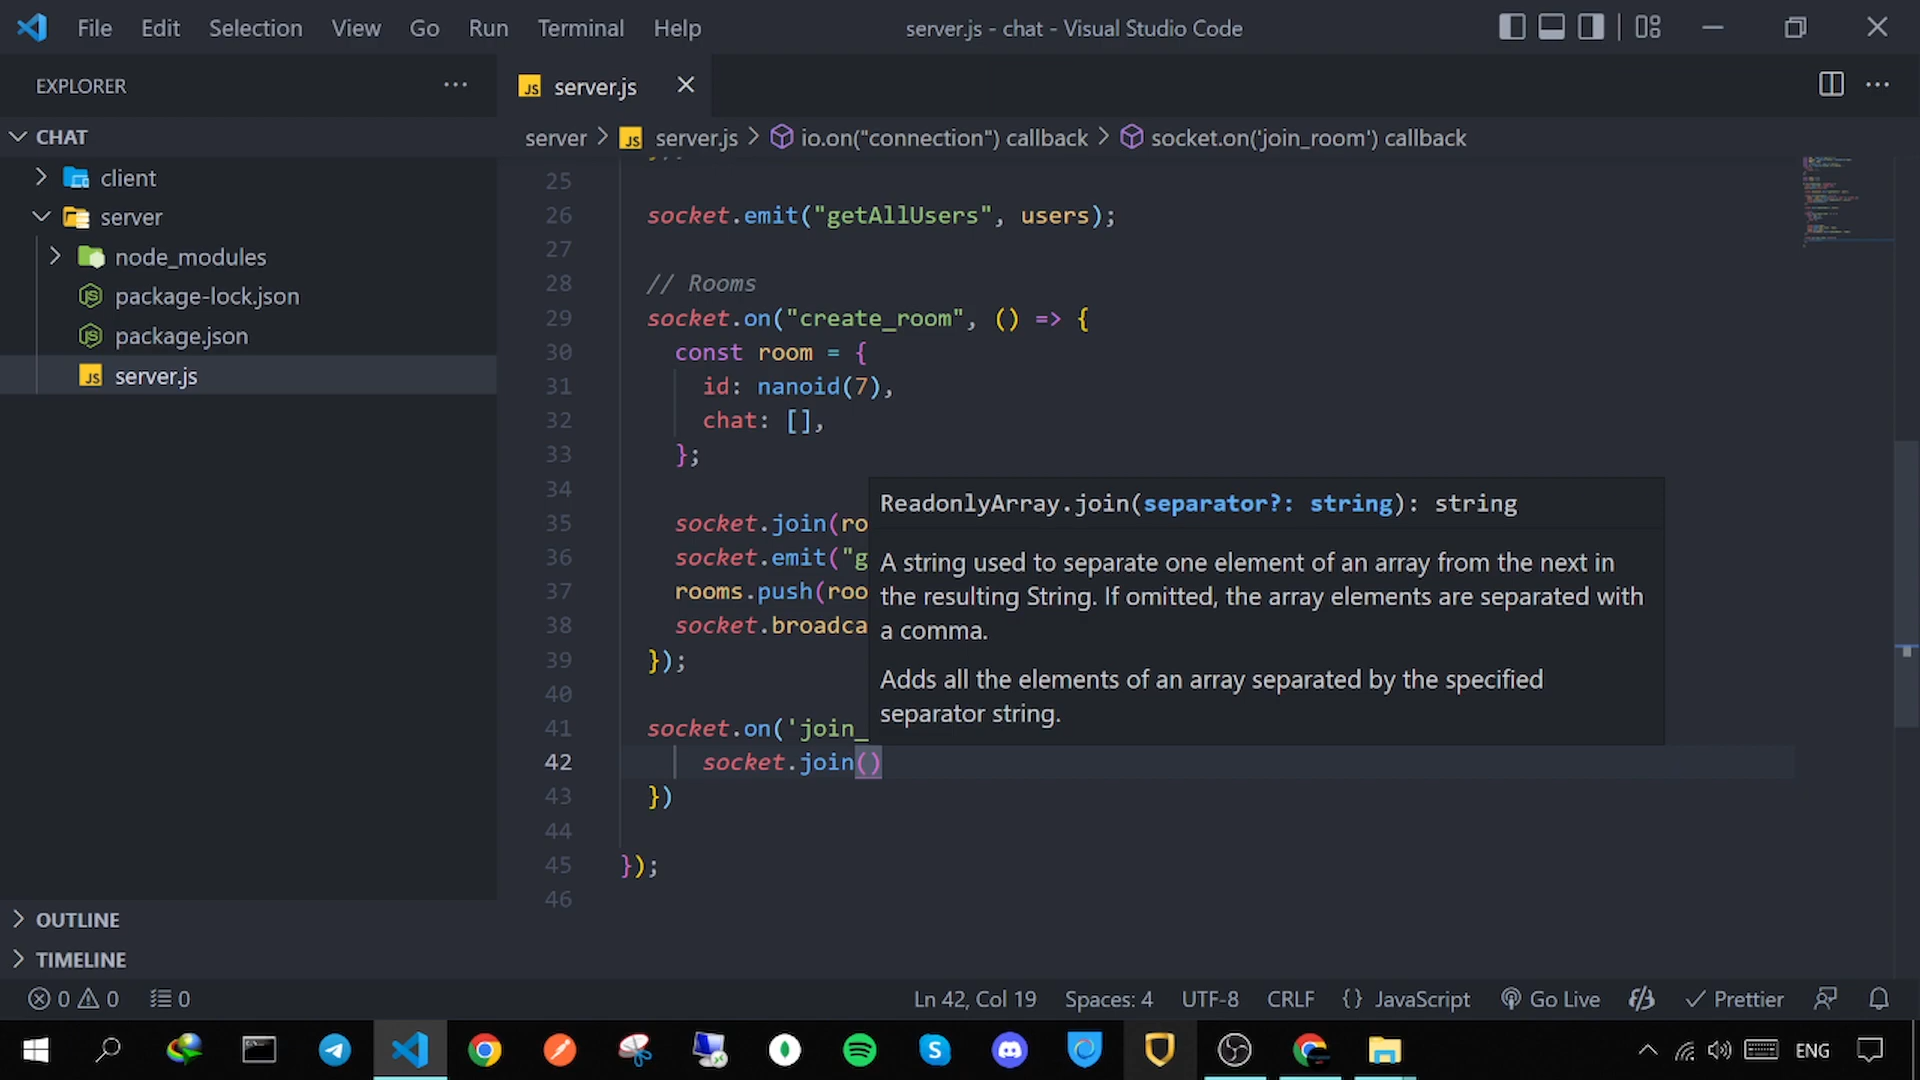 File Edit Selection View Go Run Terminal Help
server.js - chat - Visual Studio Code
EXPLORER
server.js
CHAT
server > server.js > io.on("connection") callback > socket.on('join_room') callback
client
server
node_modules
package-lock.json
package.json
server.js
25
26 socket.emit("getAllUsers", users);
27
28 // Rooms
29 socket.on("create_room", () => {
30 const room = {
31 id: nanoid(7),
32 chat: [],
33 };
34
35 socket.join(ro
36 socket.emit("g
37 rooms.push(roo
38 socket.broadca
39 });
40
41 socket.on('join_
42 socket.join()
43 })
44
45 });
46
ReadonlyArray.join(separator?: string): string
A string used to separate one element of an array from the next in
the resulting String. If omitted, the array elements are separated with
a comma.
Adds all the elements of an array separated by the specified
separator string.
OUTLINE
TIMELINE
0 0 0
Ln 42, Col 19 Spaces: 4 UTF-8 CRLF {} JavaScript Go Live Prettier
ENG